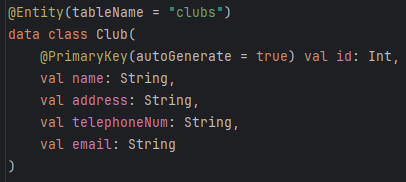 @Entity(tableName = "clubs")
data class Club(
    @PrimaryKey(autoGenerate = true) val id: Int,
    val name: String,
    val address: String,
    val telephoneNum: String,
    val email: String
)